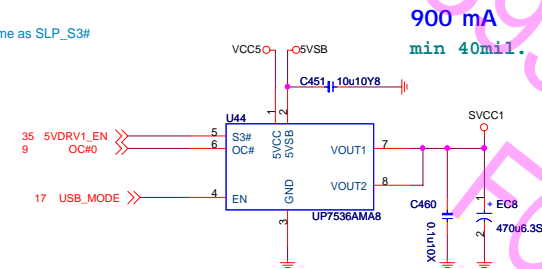 900 mA
me as SLP_S3#
min 40mil.
VCC5
5VSB
C451
10u10Y8
SVCC1
U44
1
2
35 5VDRV1_EN
5
S3#
5VCC
5VSB
VOUT1
7
9 OC#0
6
OC#
17 USB_MODE
4
EN
GND
VOUT2
8
C460
1
+ EC8
UP7536AMA8
3
0.1u10X
2
470u6.3S